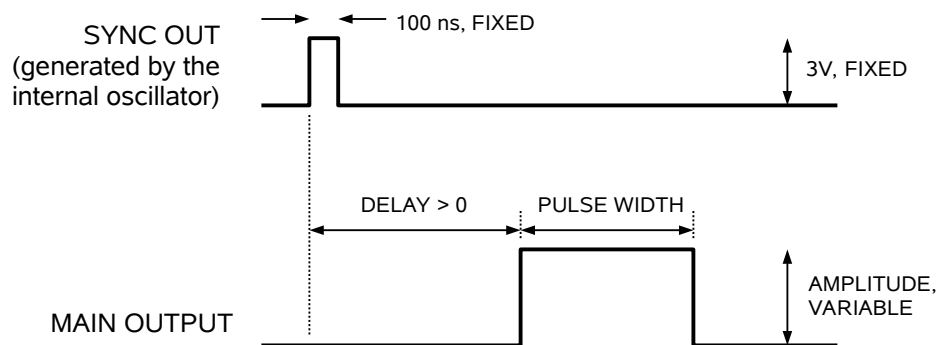 SYNC OUT
(generated by the
internal oscillator)
100 ns, FIXED
3V, FIXED
DELAY > 0
PULSE WIDTH
AMPLITUDE,
VARIABLE
MAIN OUTPUT